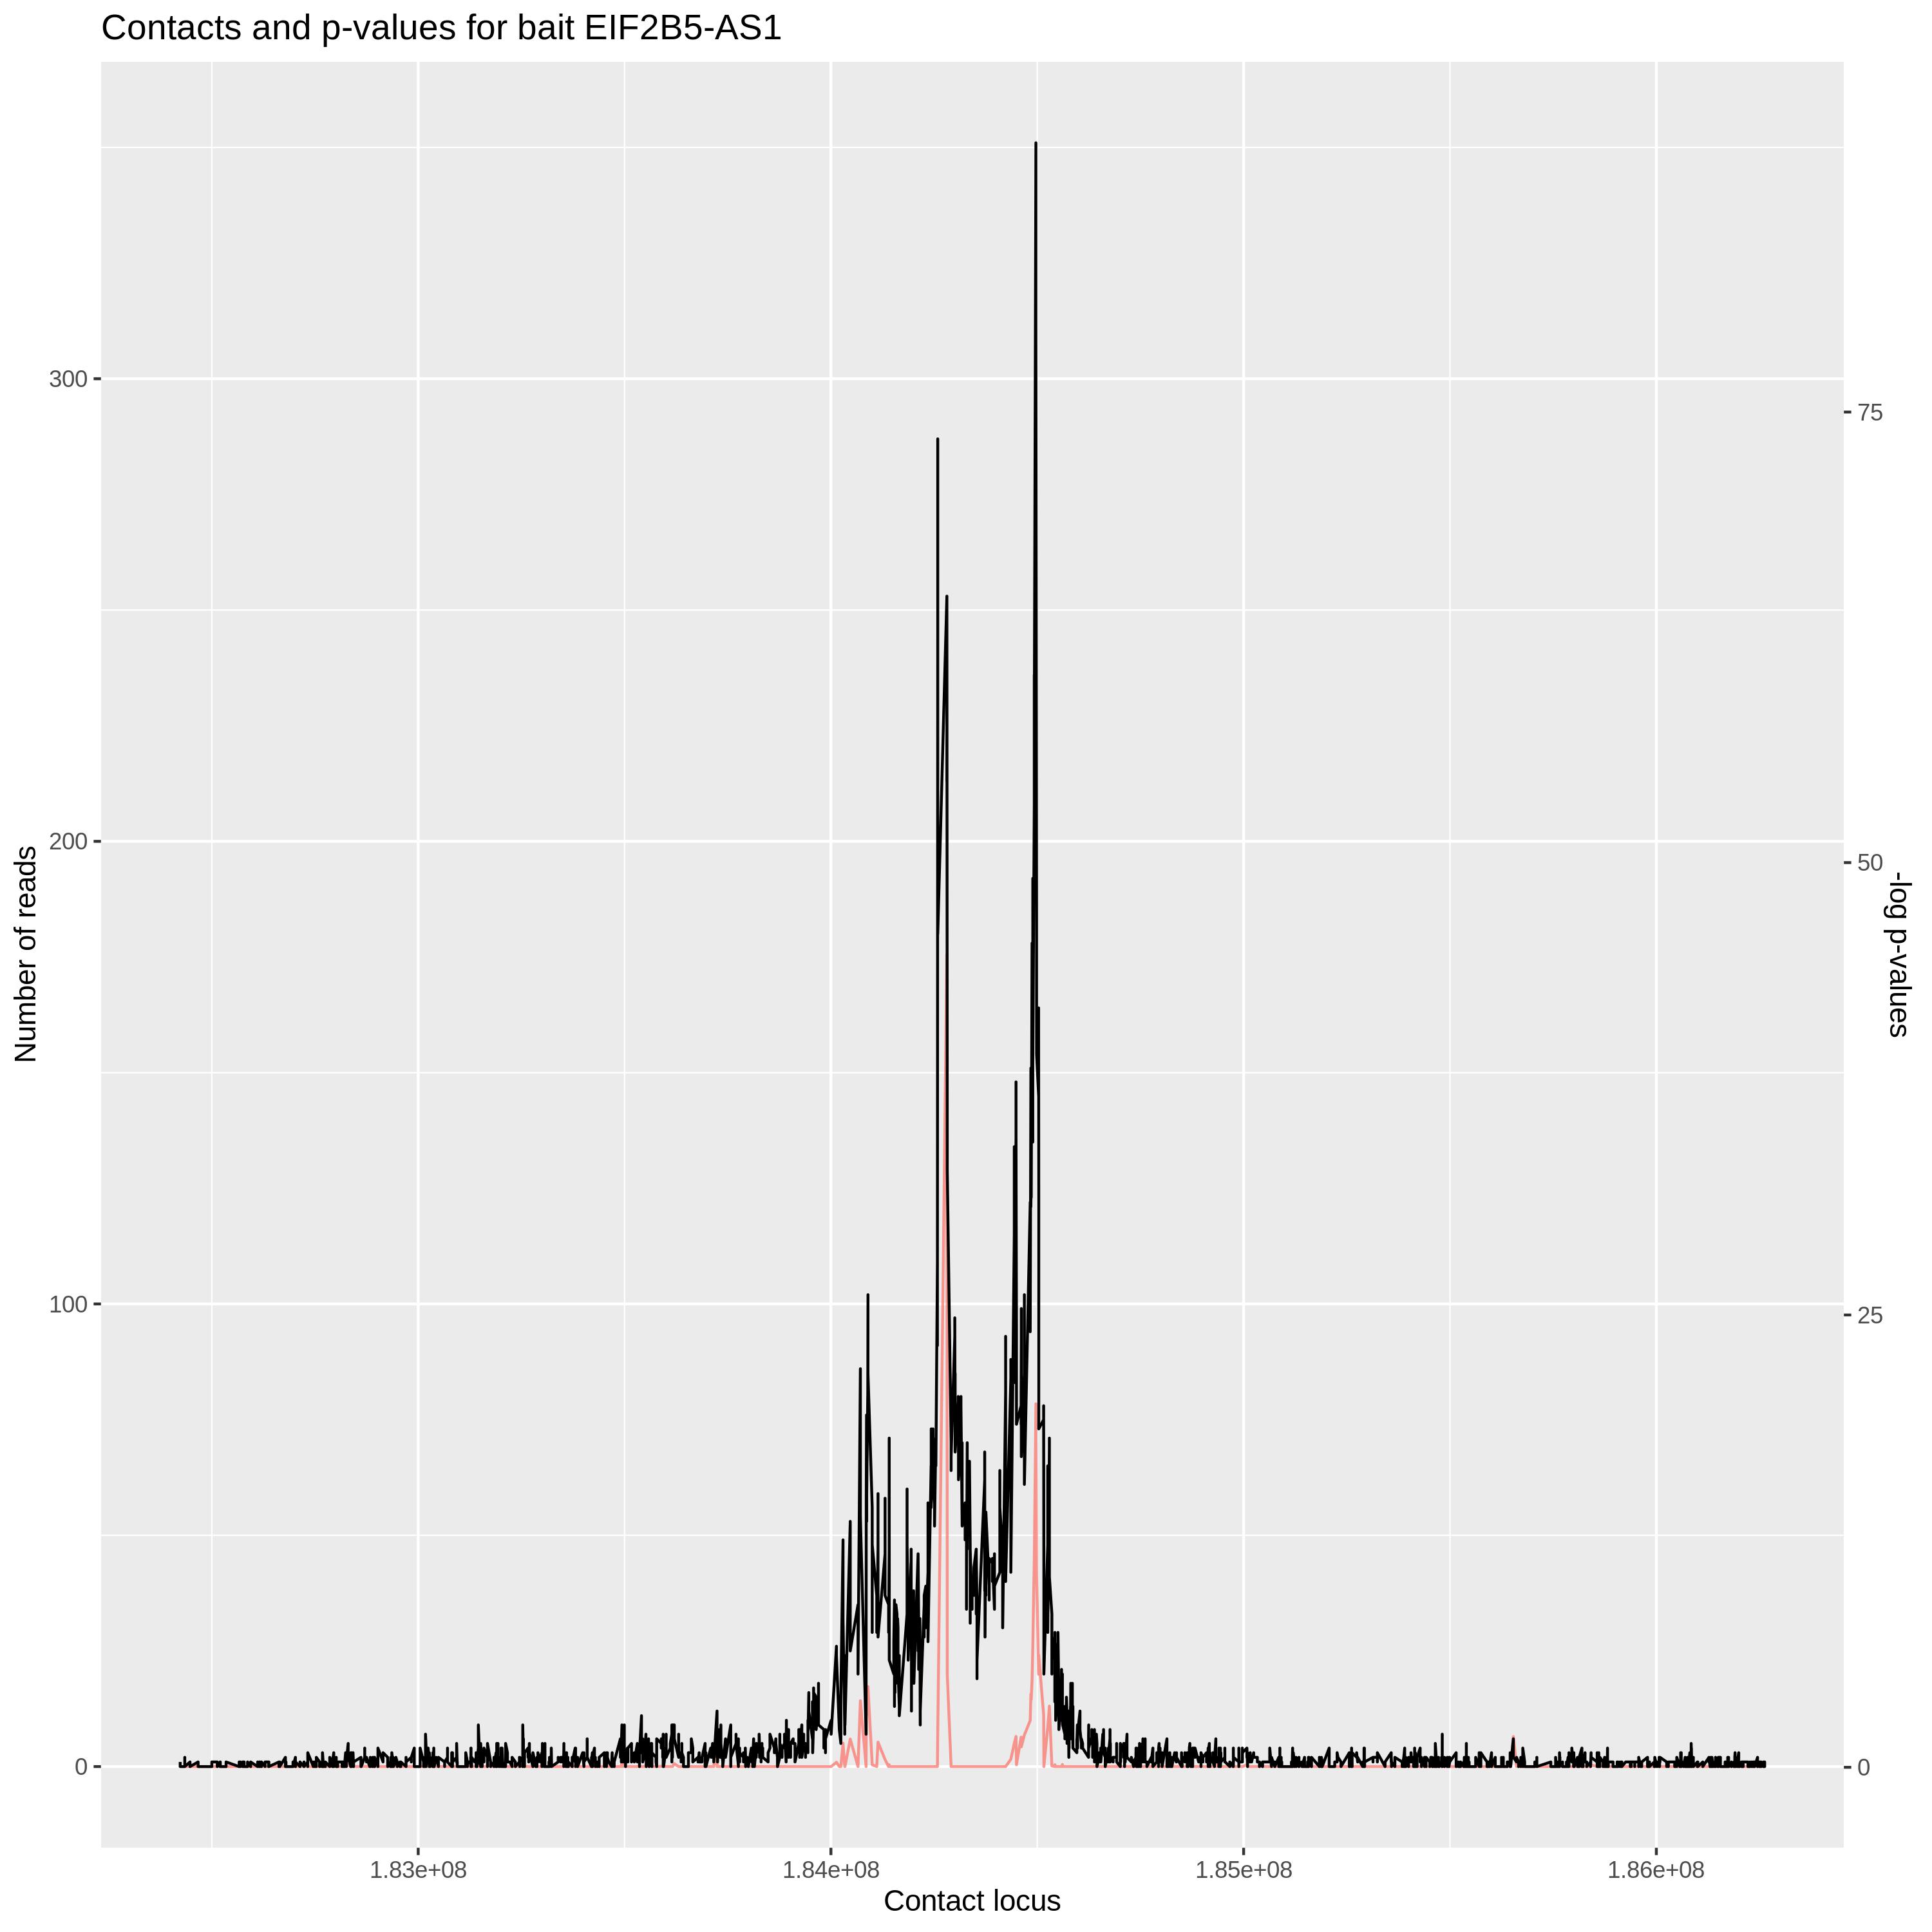 Contacts and p-values for bait EIF2B5-AS1
Number of reads
300
200
100
0
75
50
25
0
-log p-values
1.83e+08
1.84e+08
1.85e+08
1.86e+08
Contact locus